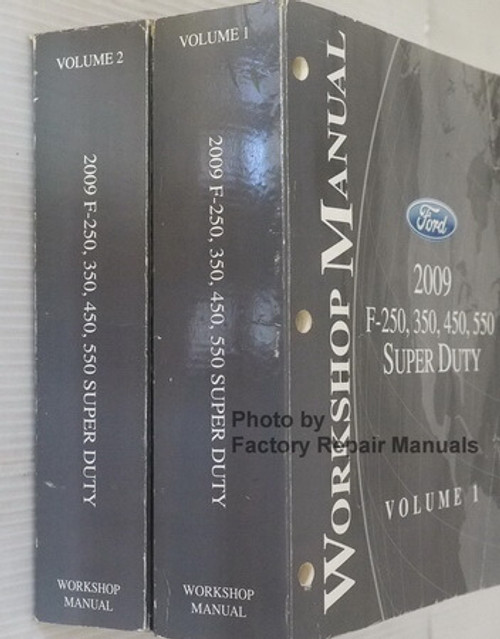 VOLUME 2
2009 F-250, 350, 450, 550 SUPER DUTY
WORKSHOP
MANUAL
VOLUME 1
2009 F-250, 350, 450, 550 SUPER DUTY
WORKSHOP
MANUAL
WORKSHOP MANUAL
Ford
2009
F-250, 350, 450, 550
SUPER DUTY
VOLUME 1
Photo by
Factory Repair Manuals